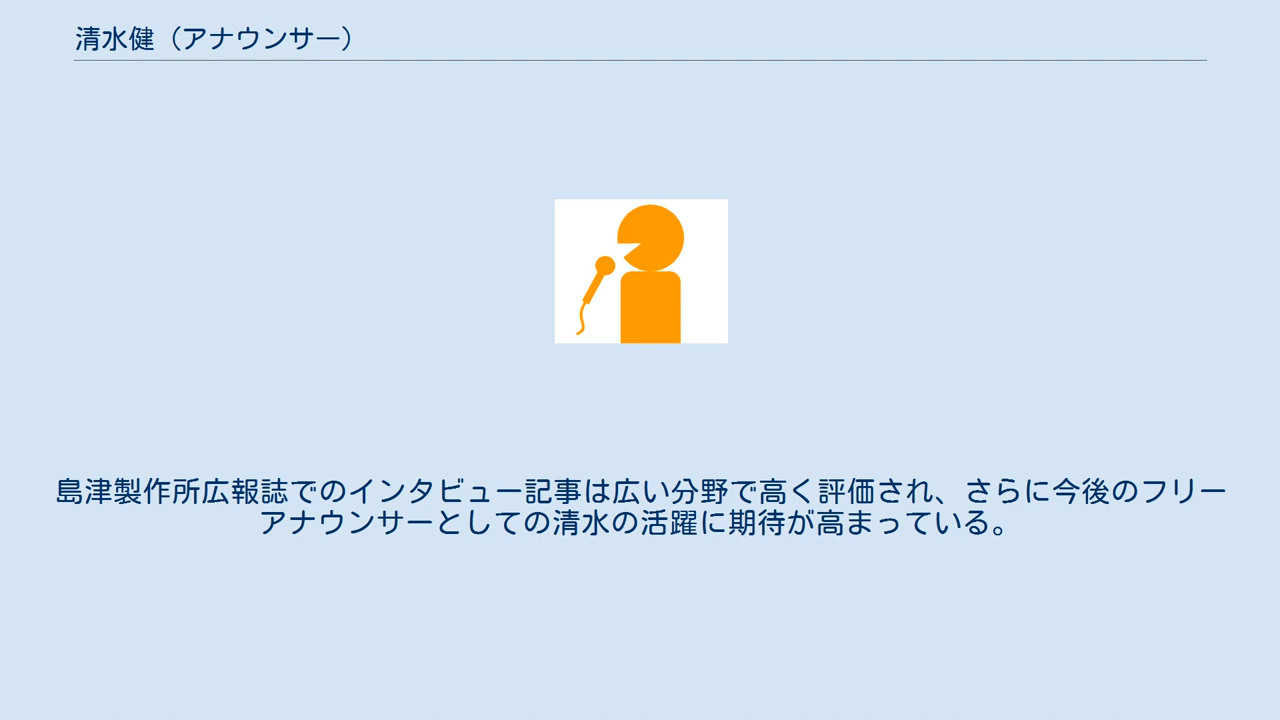 清水健（アナウンサー）
島津製作所広報誌でのインタビュー記事は広い分野で高く評価され、さらに今後のフリー
アナウンサーとしての清水の活躍に期待が高まっている。